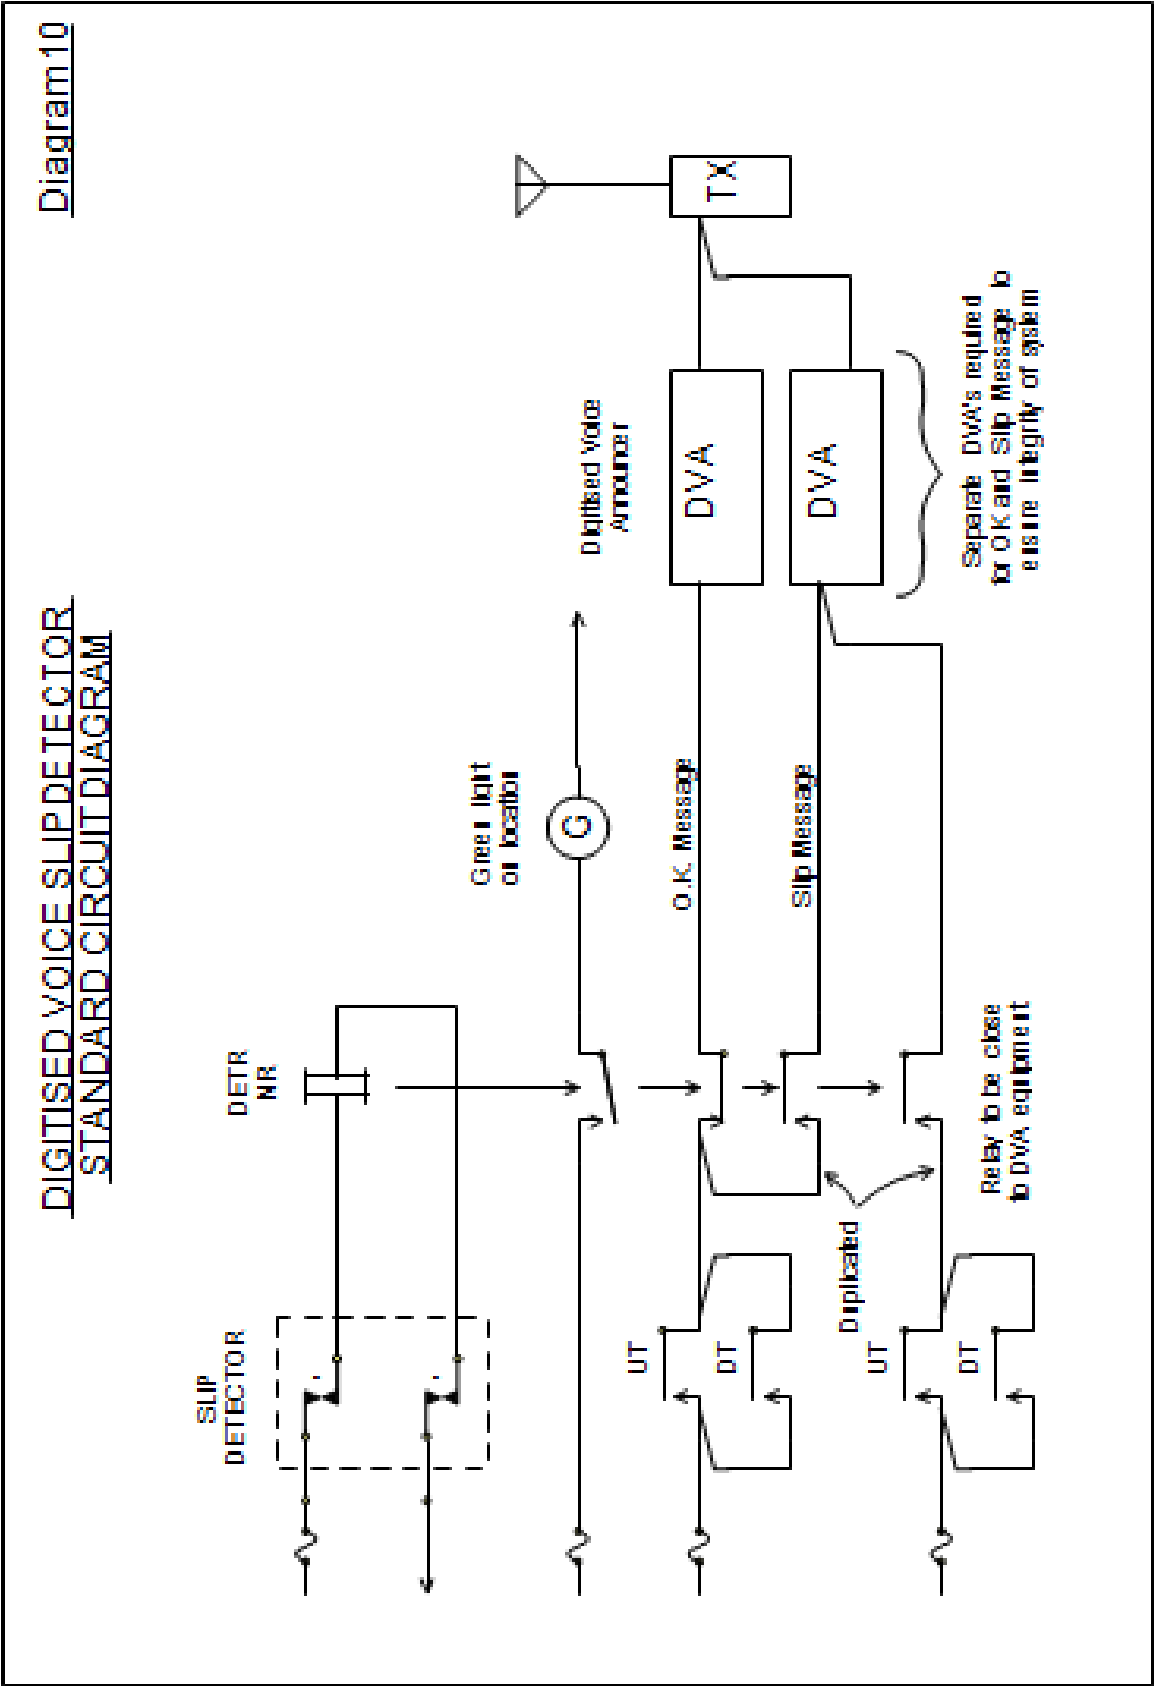 Diagram 10
DIGITISED VOICE SLIP DETECTOR
STANDARD CIRCUIT DIAGRAM
SLIP
DETECTOR
DETR
NR
Green light
on location
G
Digitised Voice
Announcer
O.K. Message
DVA
TX
Slip Message
DVA
UT
DT
Duplicated
UT
DT
Relay to be close
to DVA equipment
Separate DVA's required
for OK and Slip Message to
ensure integrity of system